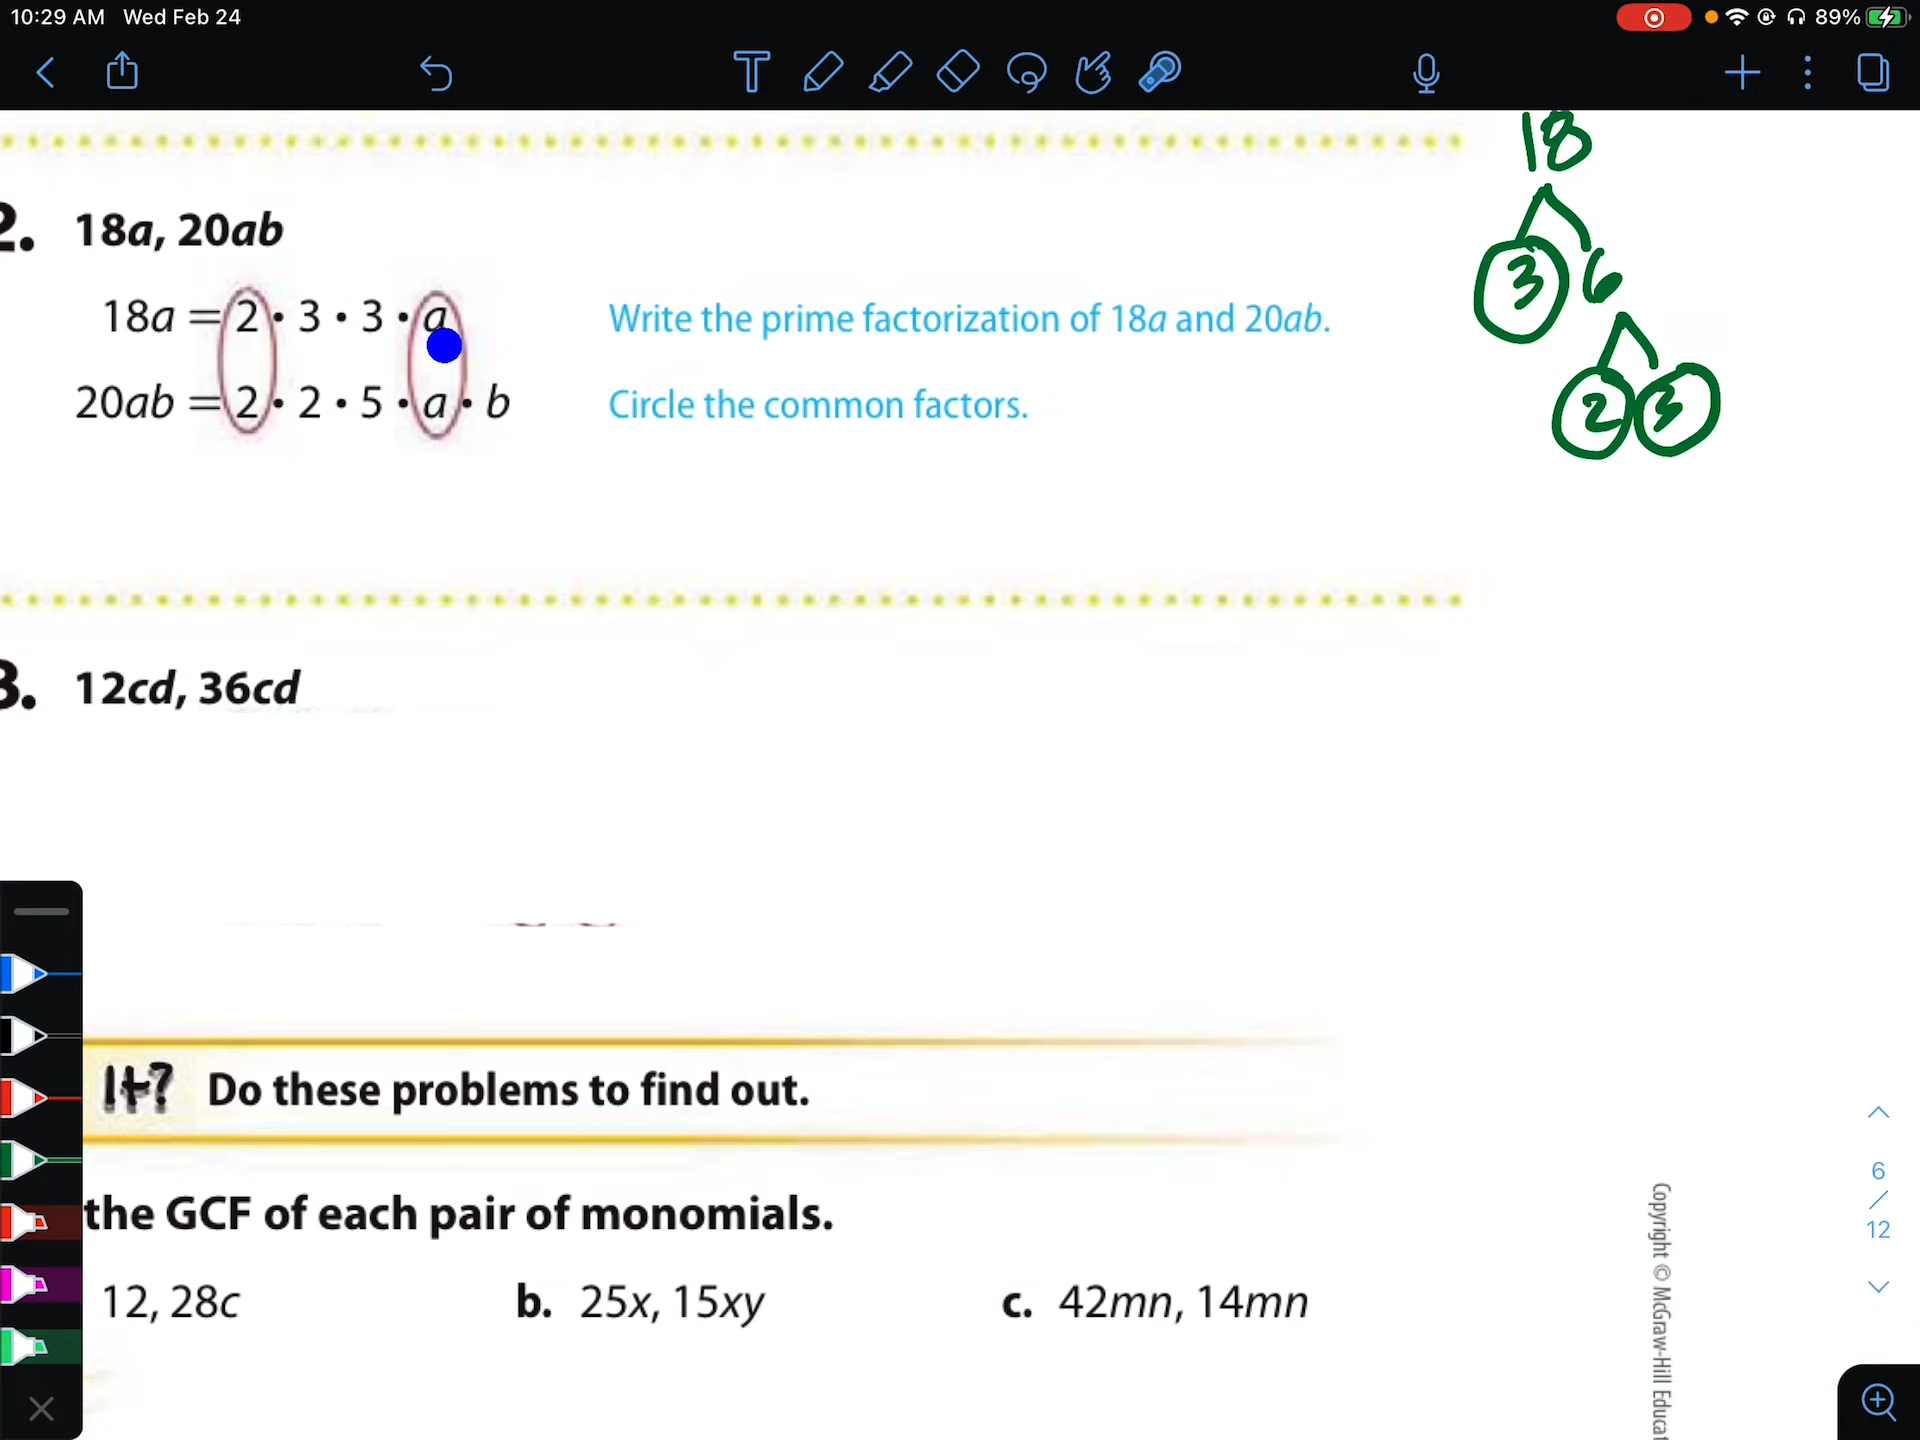 10:29 AM Wed Feb 24
89%
18
3 6
2 3
2. 18a, 20ab
18a = 2 · 3 · 3 · a
Write the prime factorization of 18a and 20ab.
20ab = 2 · 2 · 5 · a · b
Circle the common factors.
3. 12cd, 36cd
It? Do these problems to find out.
the GCF of each pair of monomials.
12, 28c
b. 25x, 15xy
c. 42mn, 14mn
6
/
12
Copyright © McGraw-Hill Educat